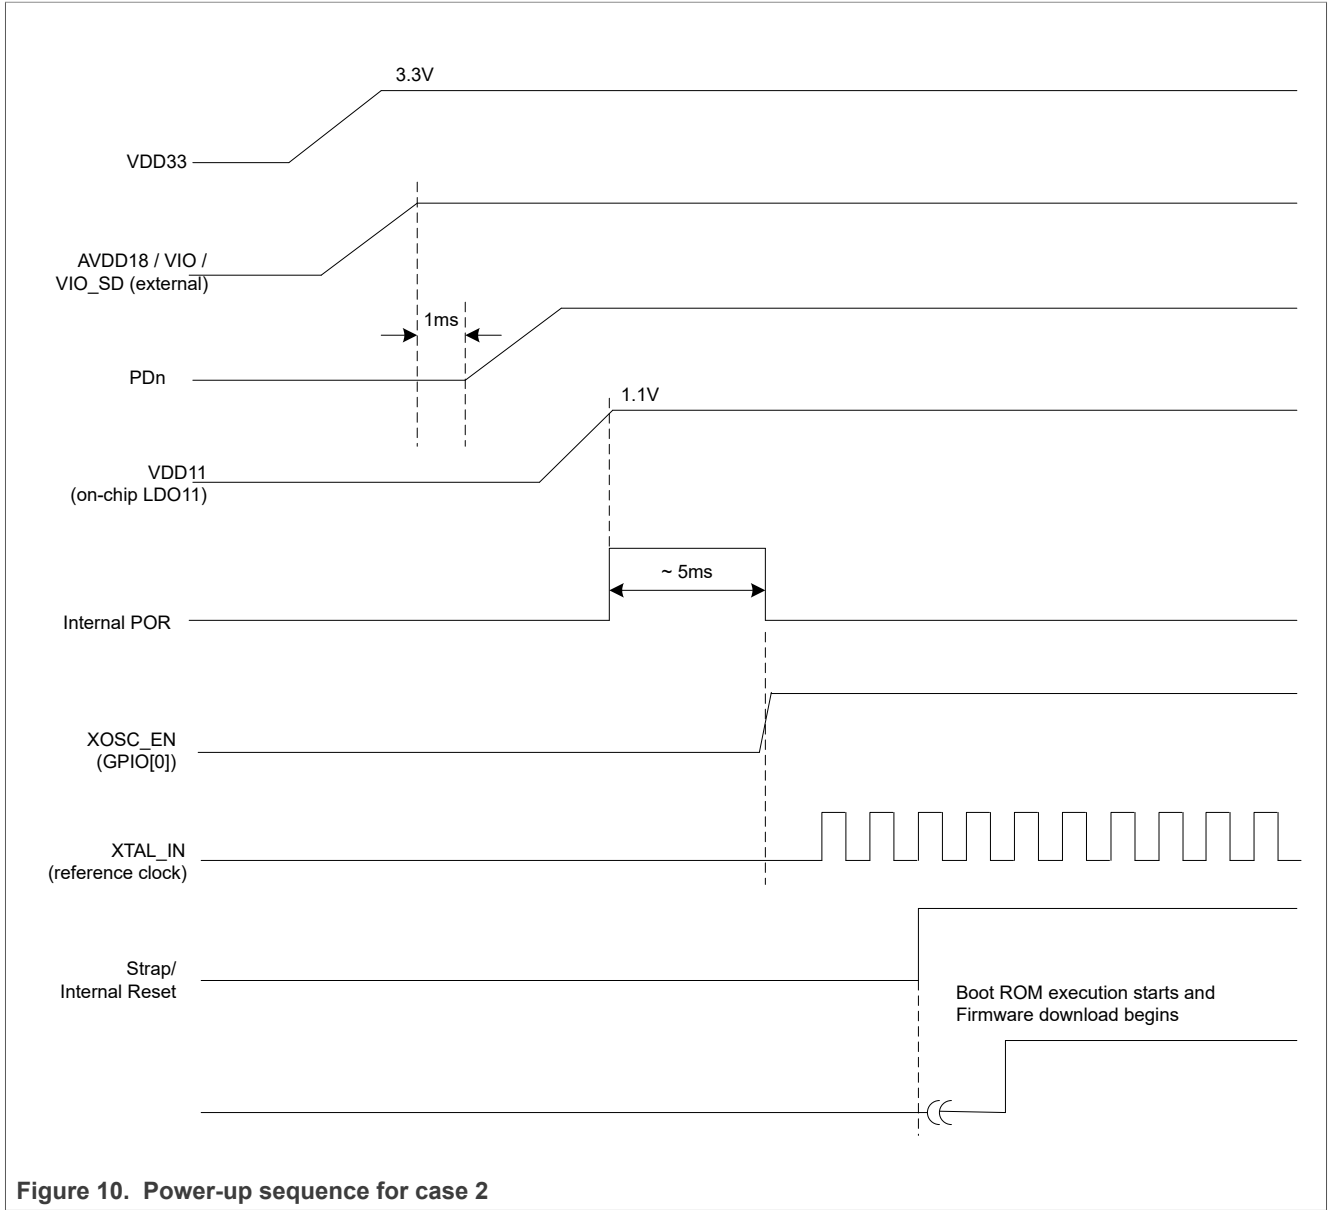 3.3V
VDD33
AVDD18 / VIO /
VIO_SD (external)
1ms
PDn
1.1V
VDD11
(on-chip LDO11)
~ 5ms
Internal POR
XOSC_EN
(GPIO[0])
XTAL_IN
(reference clock)
Strap/
Internal Reset
Boot ROM execution starts and
Firmware download begins
Figure 10. Power-up sequence for case 2